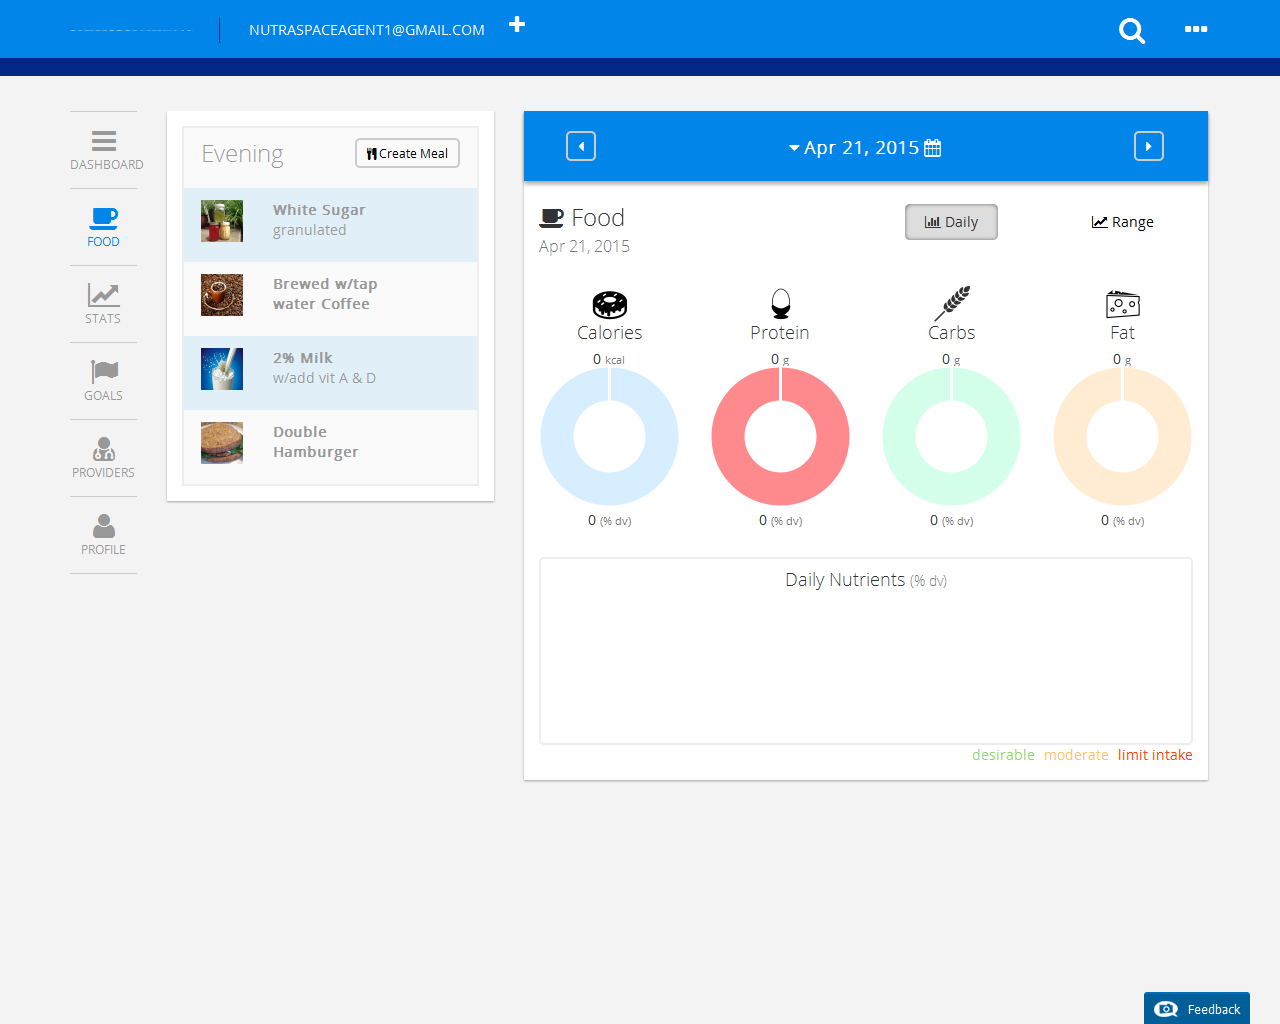 NUTRASPACEAGENT1@GMAIL.COM
DASHBOARD
FOOD
STATS
GOALS
PROVIDERS
PROFILE
Evening
Create Meal
White Sugar
granulated
Brewed w/tap
water Coffee
2% Milk
w/add vit A & D
Double
Hamburger
Apr 21, 2015
Food
Apr 21, 2015
Daily
Range
Calories
0 kcal
0 (% dv)
Protein
0 g
0 (% dv)
Carbs
0 g
0 (% dv)
Fat
0 g
0 (% dv)
Daily Nutrients (% dv)
desirable moderate limit intake
Feedback